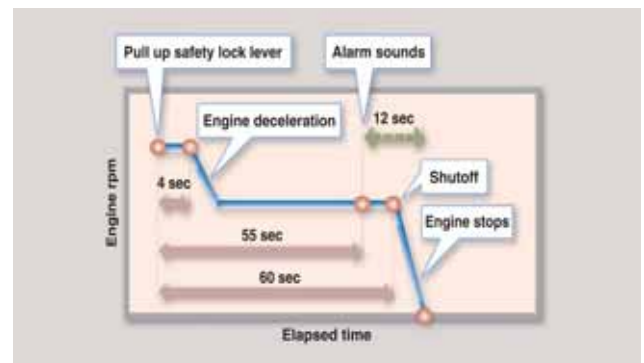 Pull up safety lock lever
Alarm sounds
Engine deceleration
12 sec
4 sec
Shutoff
Engine stops
55 sec
60 sec
Engine rpm
Elapsed time